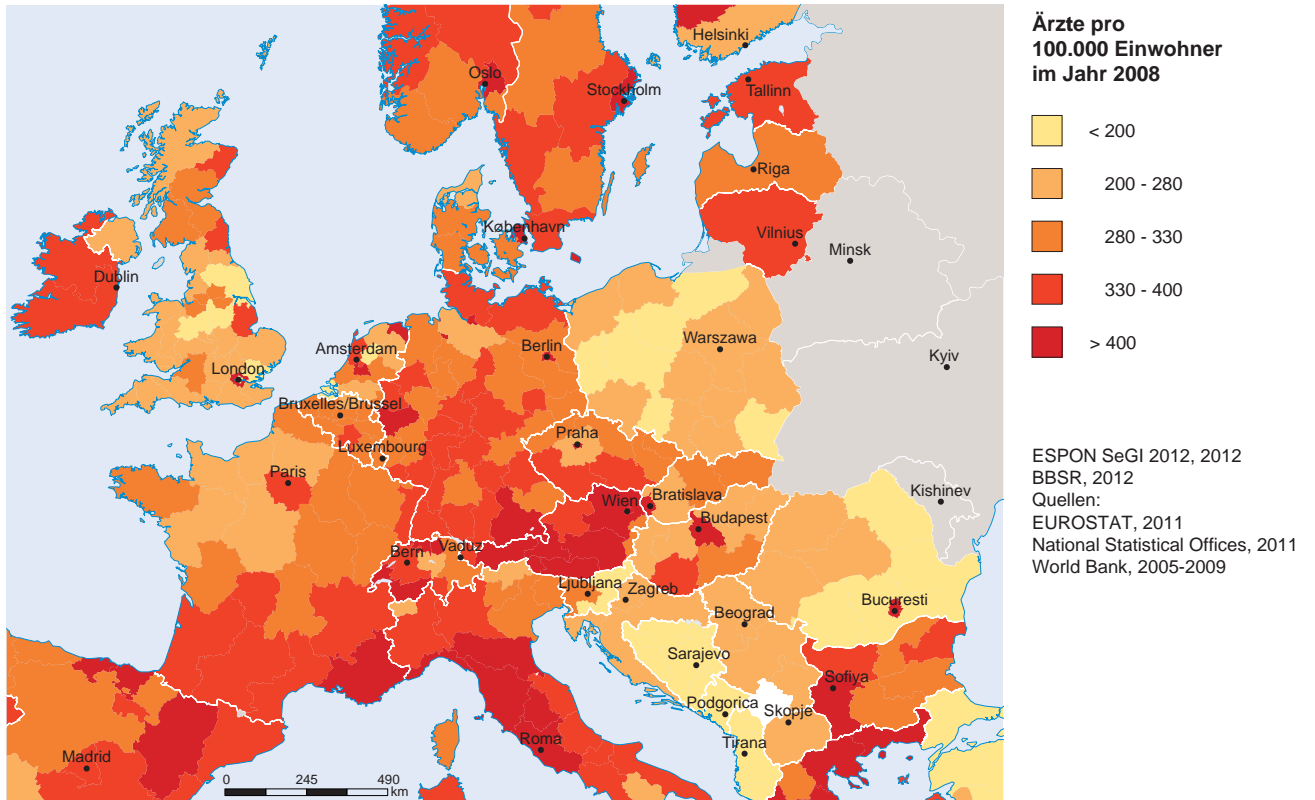 Ärzte pro
100.000 Einwohner
im Jahr 2008
< 200
200 - 280
280 - 330
330 - 400
> 400
ESPON SeGI 2012, 2012
BBSR, 2012
Quellen:
EUROSTAT, 2011
National Statistical Offices, 2011
World Bank, 2005-2009
Helsinki
Oslo
Tallinn
Stockholm
Riga
København
Vilnius
Minsk
Dublin
Warszawa
Amsterdam
Berlin
Kyiv
London
Bruxelles/Brussel
Praha
Luxembourg
Paris
Kishinev
Wien
Bratislava
Budapest
Bern
Vaduz
Ljubljana
Zagreb
Bucuresti
Beograd
Sarajevo
Sofiya
Podgorica
Skopje
Roma
Tirana
Madrid
0 245 490
km